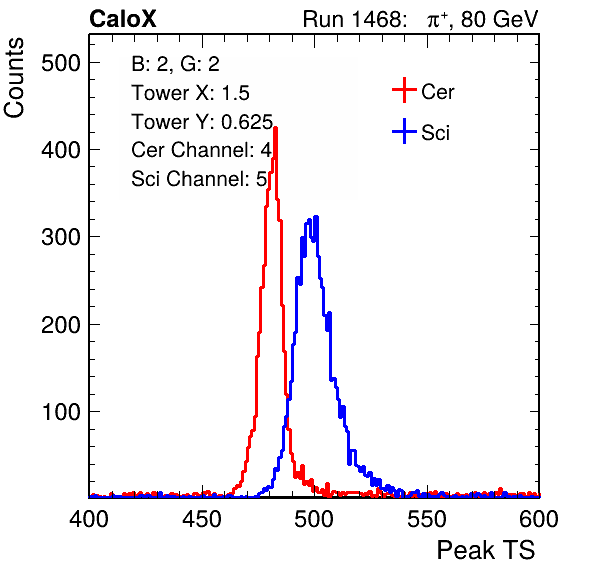 CaloX Run 1468: π⁺, 80 GeV
Counts
B: 2, G: 2
Tower X: 1.5
Tower Y: 0.625
Cer Channel: 4
Sci Channel: 5
Cer
Sci
500
400
300
200
100
400 450 500 550 600
Peak TS